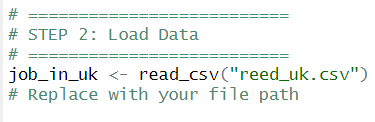 # ==========================
# STEP 2: Load Data
# ==========================
job_in_uk <- read_csv("reed_uk.csv")
# Replace with your file path